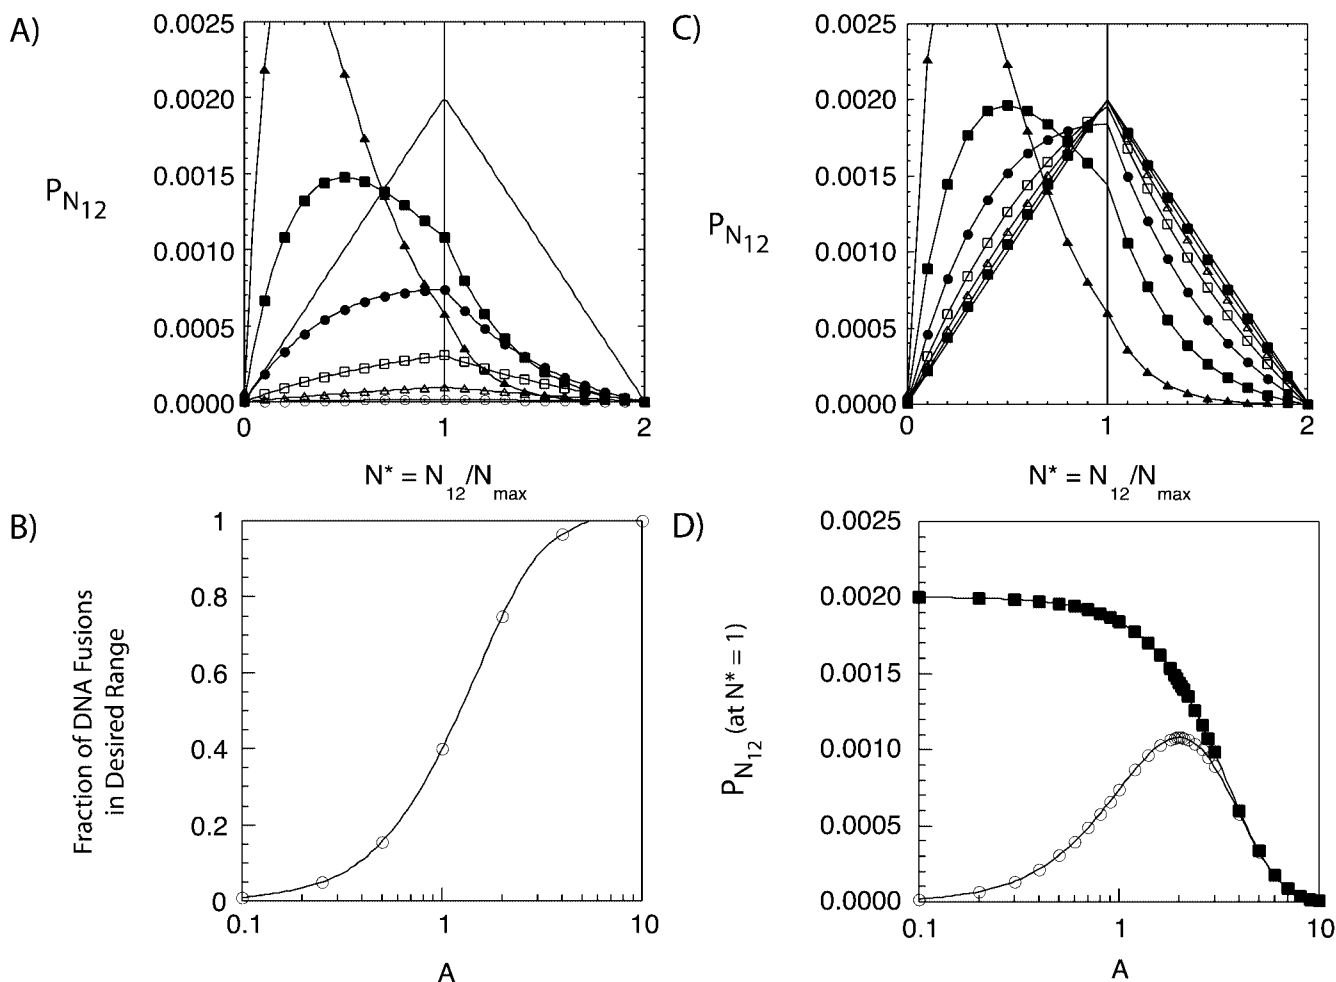 A)
0.0025
0.0020
0.0015
0.0010
0.0005
0.0000
P N12
0 1 2
N* = N12/Nmax
C)
0.0025
0.0020
0.0015
0.0010
0.0005
0.0000
P N12
0 1 2
N* = N12/Nmax
B)
1
0.8
0.6
0.4
0.2
0
Fraction of DNA Fusions
in Desired Range
0.1 1 10
A
D)
0.0025
0.0020
0.0015
0.0010
0.0005
0.0000
P N12 (at N* = 1)
0.1 1 10
A